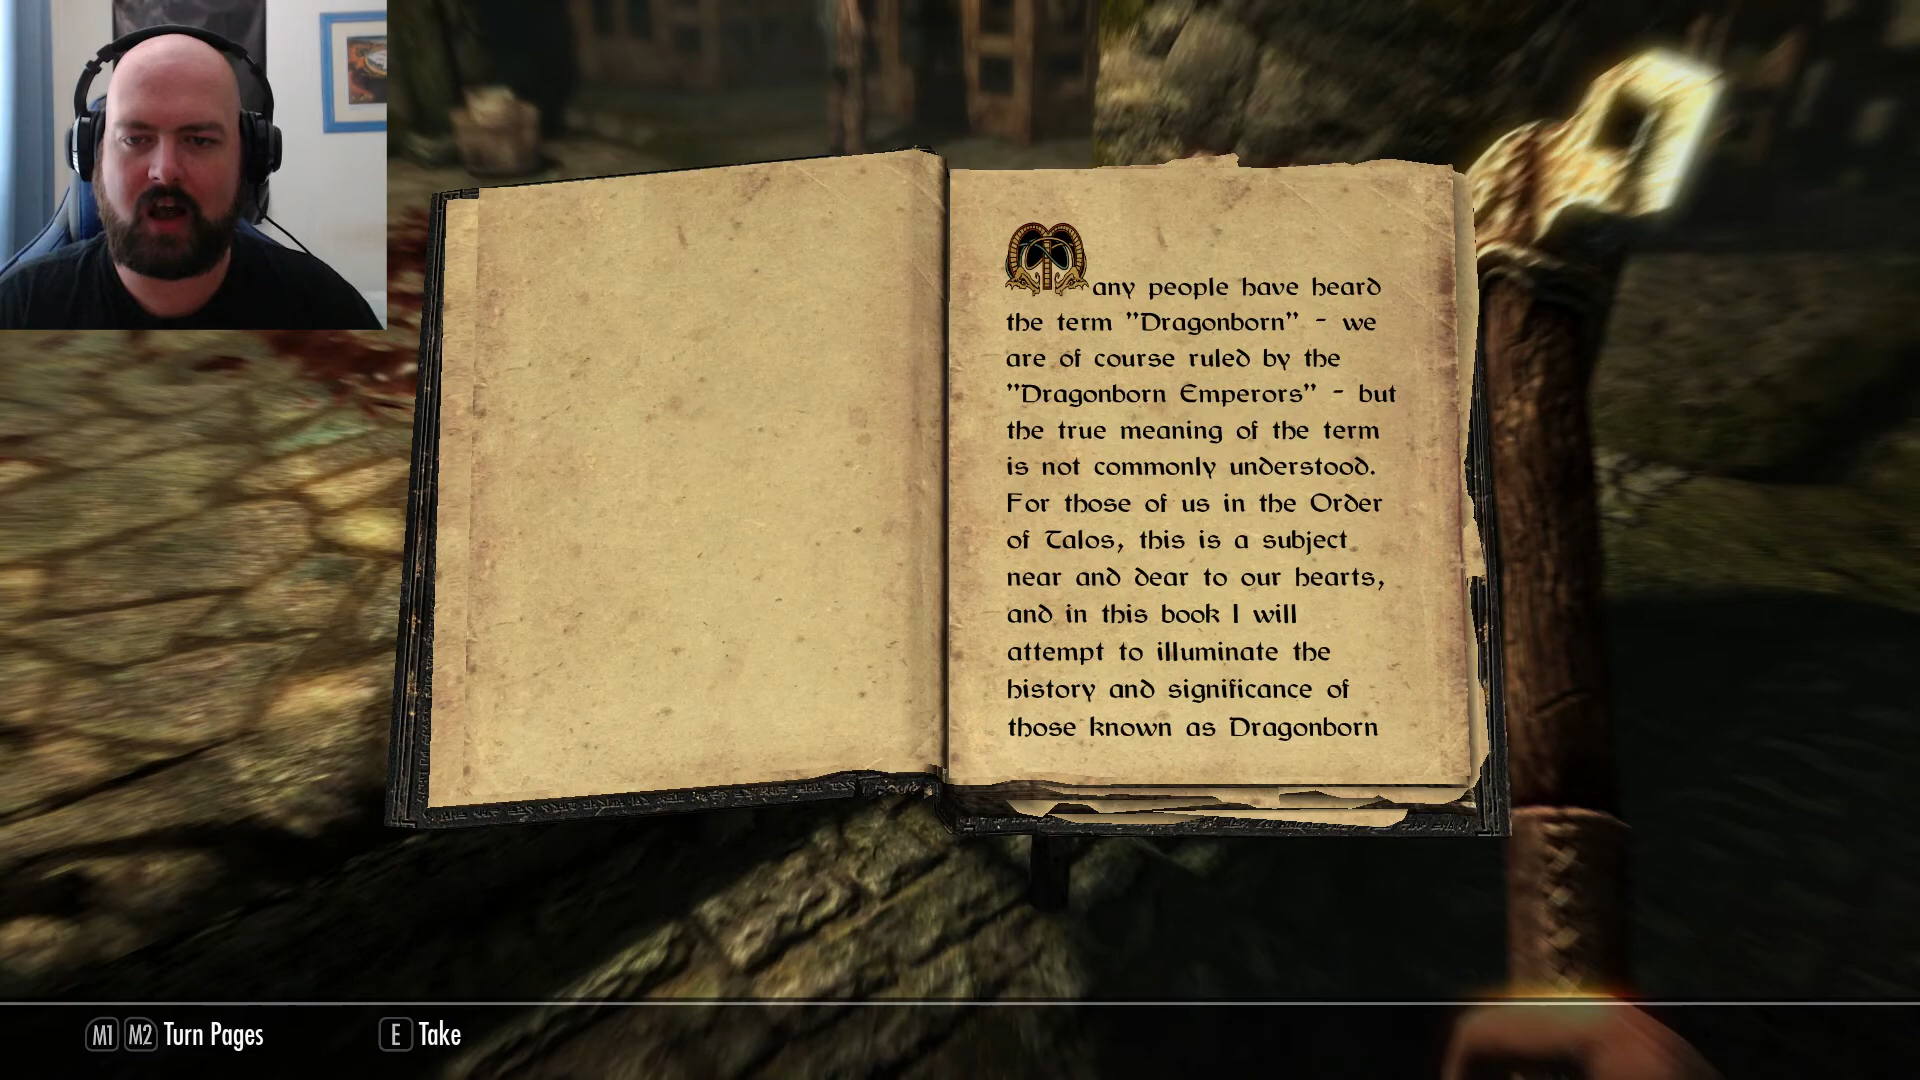 Many people have heard
the term "Dragonborn" - we
are of course ruled by the
"Dragonborn Emperors" - but
the true meaning of the term
is not commonly understood.
For those of us in the Order
of Talos, this is a subject
near and dear to our hearts,
and in this book I will
attempt to illuminate the
history and significance of
those known as Dragonborn
M1 M2 Turn Pages
E Take